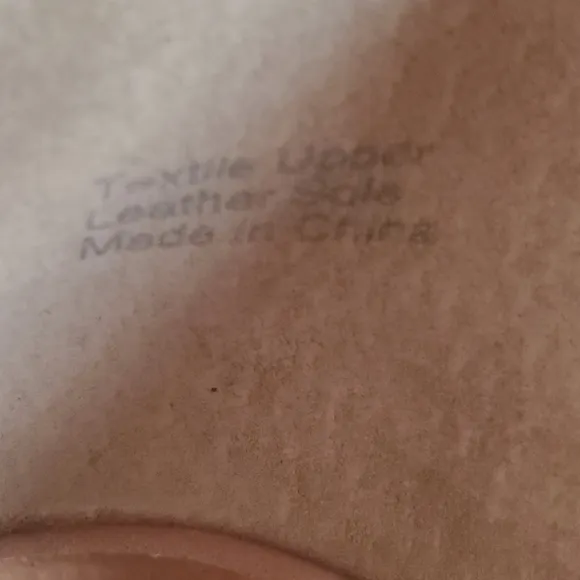 Textile Upper
Leather Sole
Made in China